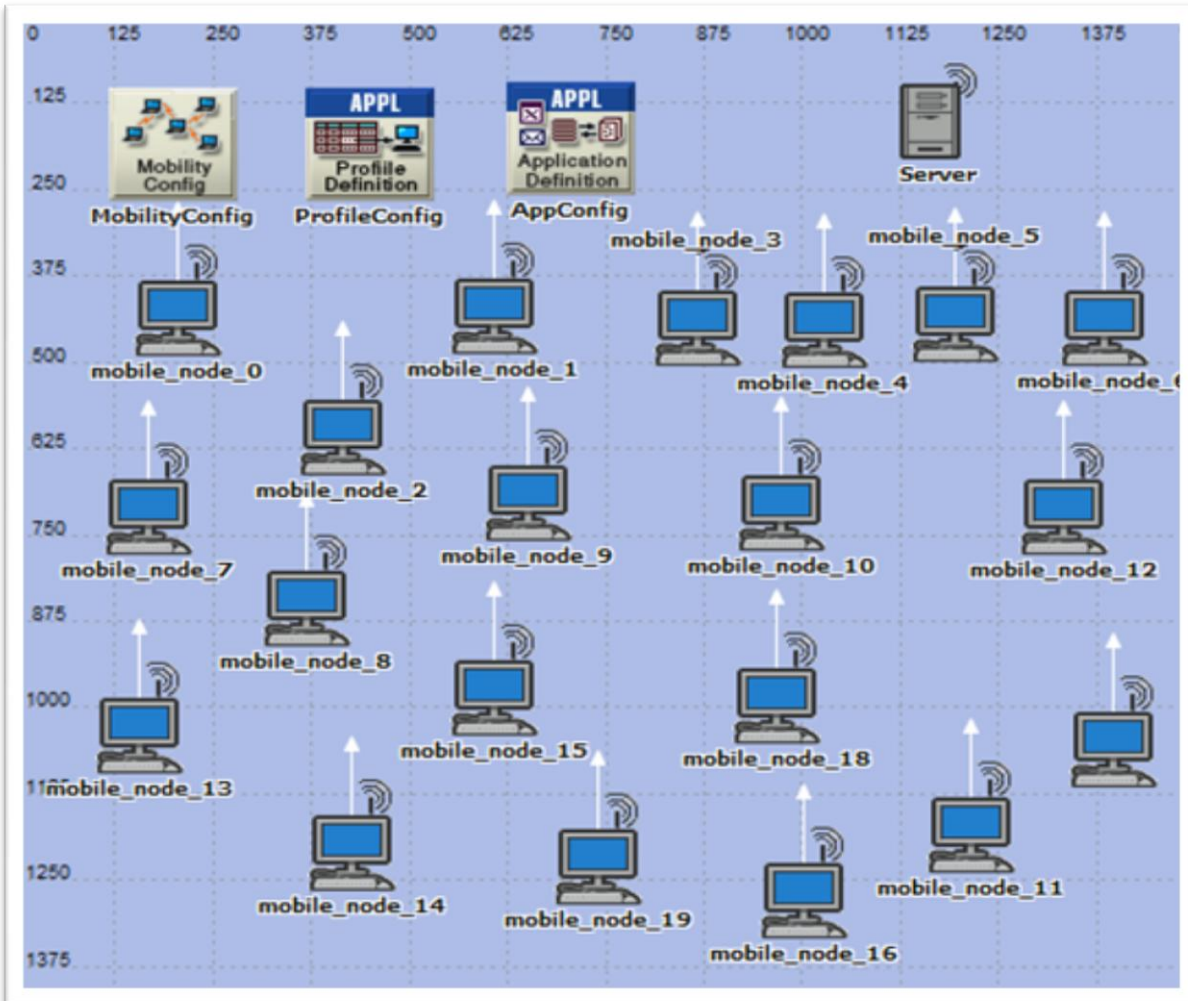 0 125 250 375 500 625 750 875 1000 1125 1250 1375
125
APPL
APPL
Mobility
Config
Profile
Definition
Application
Definition
Server
250
MobilityConfig
ProfileConfig
AppConfig
mobile_node_3
mobile_node_5
375
mobile_node_0
mobile_node_1
mobile_node_4
mobile_node_6
500
625
mobile_node_2
mobile_node_7
mobile_node_9
mobile_node_10
mobile_node_12
750
875
mobile_node_8
1000
mobile_node_15
mobile_node_18
mobile_node_13
mobile_node_14
mobile_node_19
mobile_node_11
1250
mobile_node_16
1375